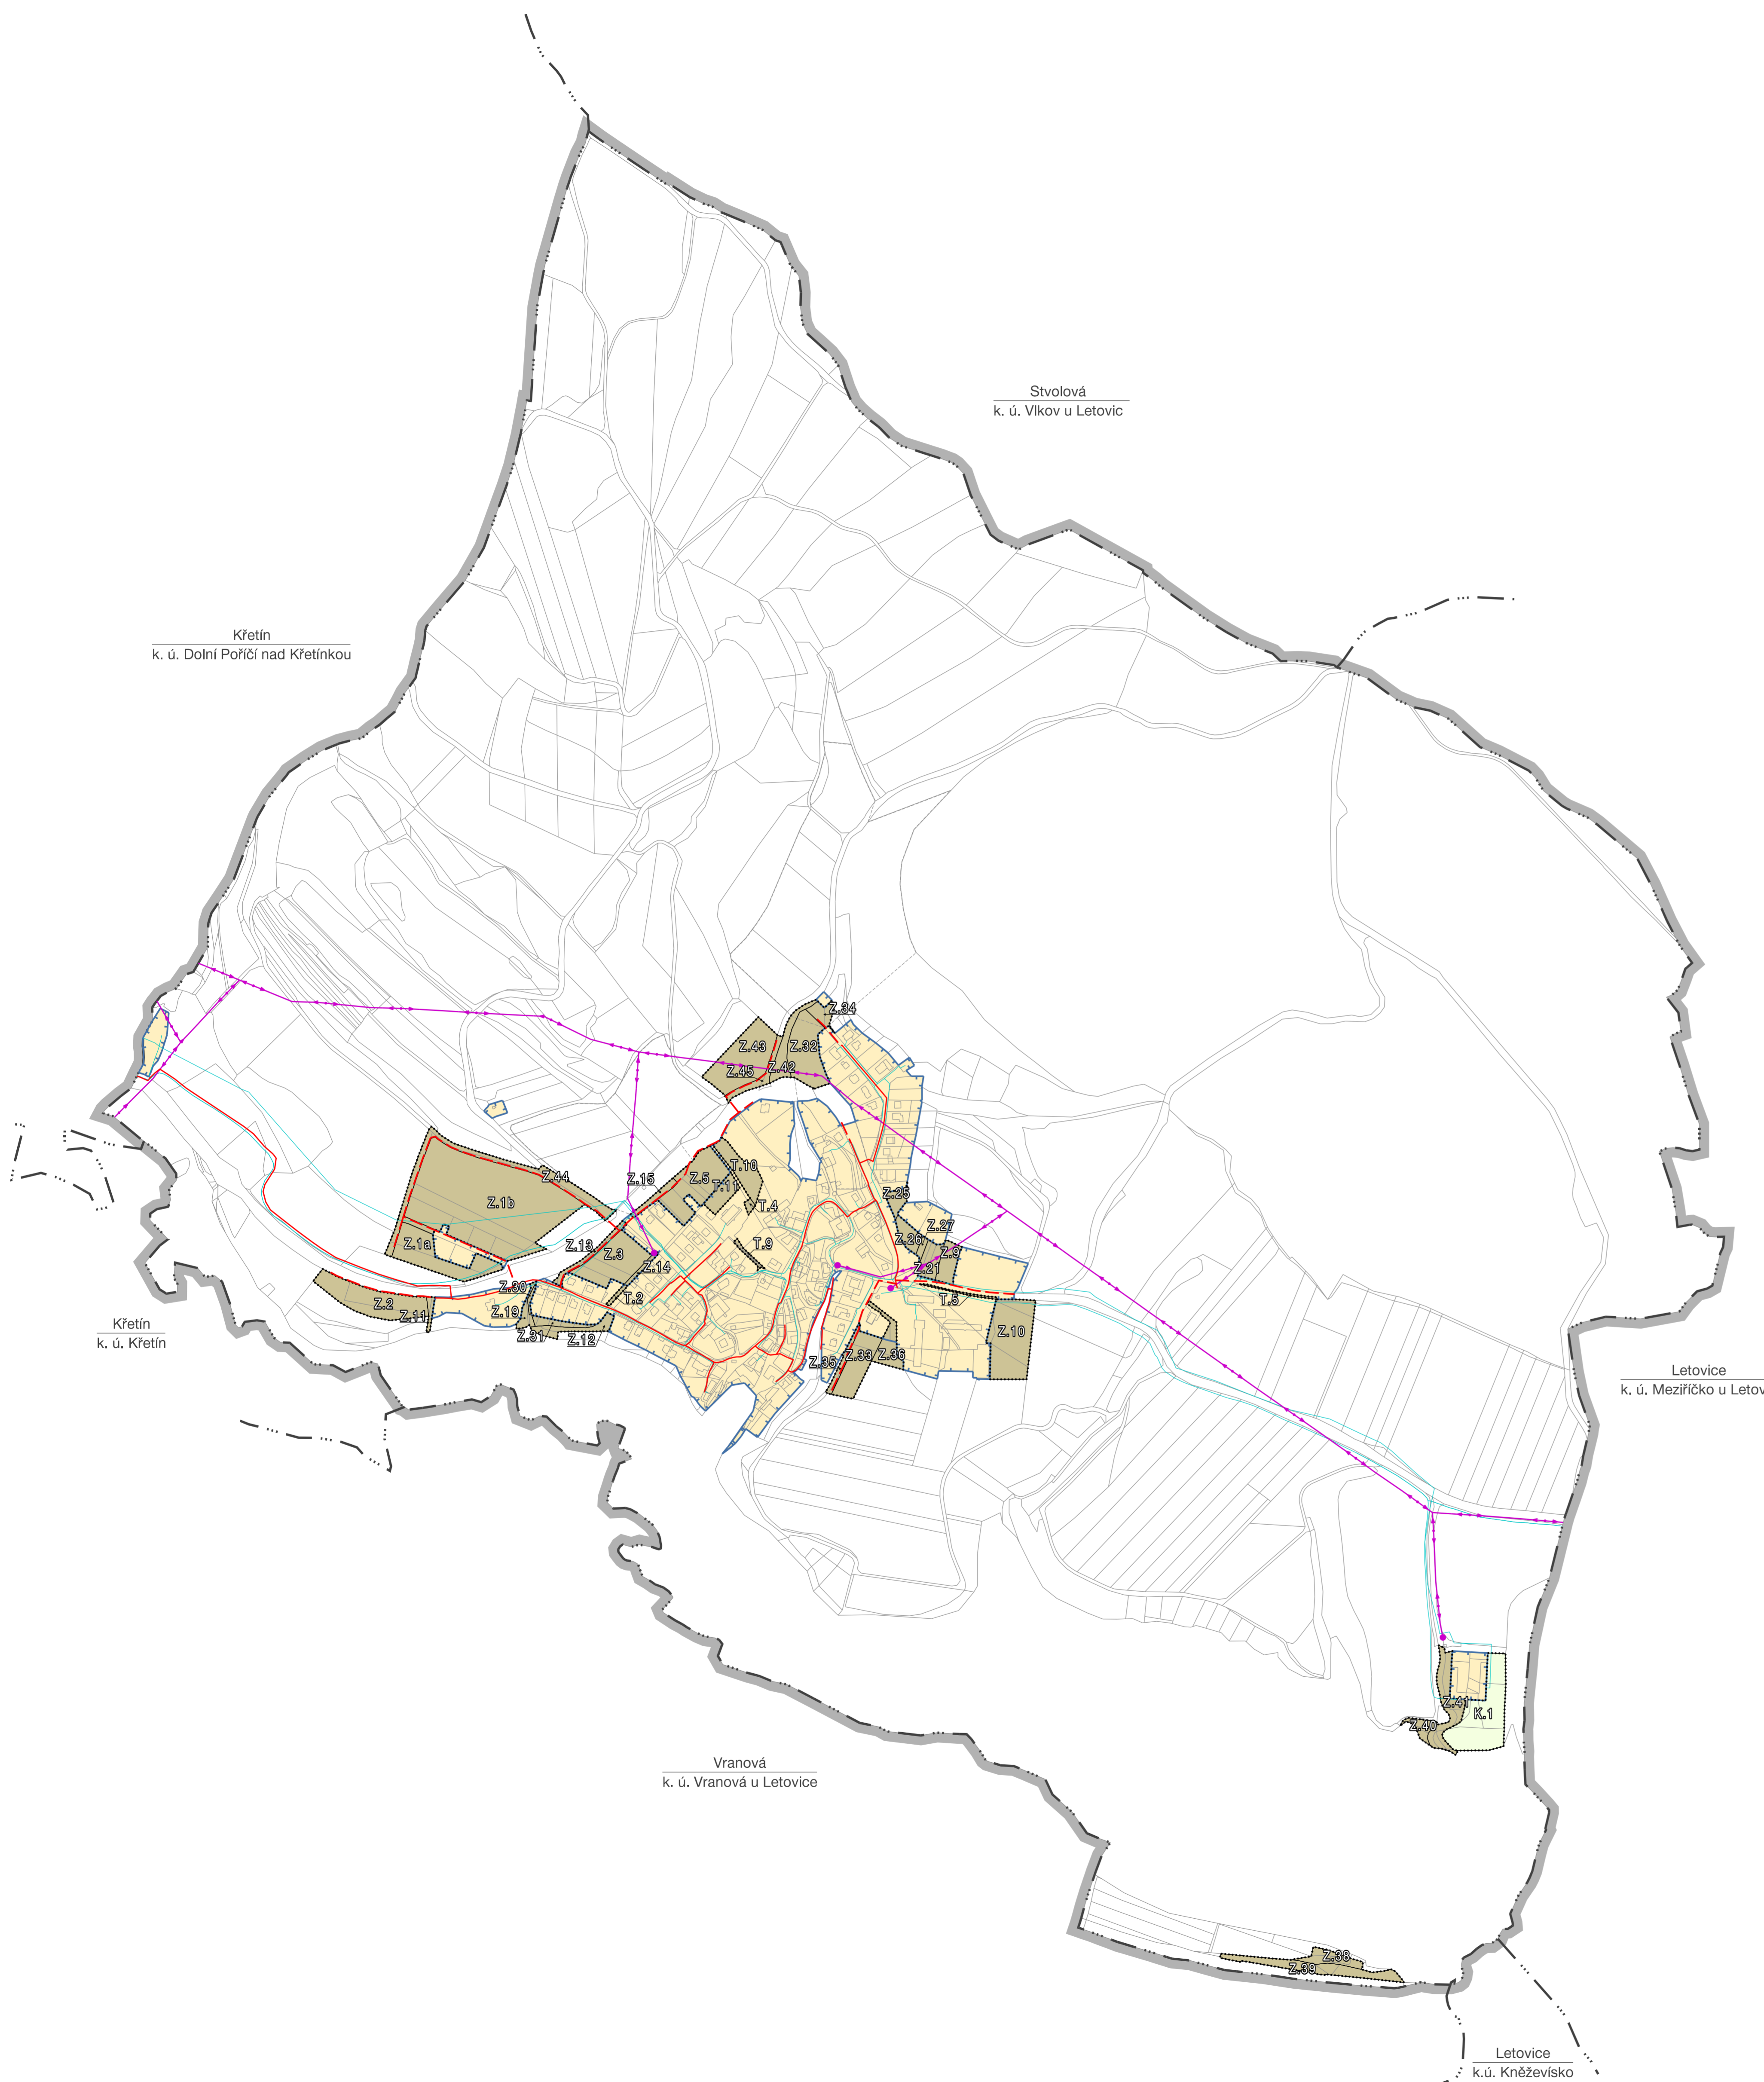 Stvolová
k. ú. Vlkov u Letovic
Křetín
k. ú. Dolní Poříčí nad Křetínkou
Z.34
Z.43
Z.32
Z.45
Z.42
Z.44
Z.15
Z.5
T.10
T.11
T.4
Z.25
Z.1b
Z.27
Z.26
Z.1a
Z.13
Z.3
T.9
Z.9
Z.14
Z.21
Z.30
T.2
T.5
Z.2
Z.11
Z.19
Z.31
Z.12
Z.10
Z.35
Z.33
Z.36
Křetín
k. ú. Křetín
Letovice
k. ú. Meziříčko u Letov
Z.41
K.1
Z.40
Vranová
k. ú. Vranová u Letovice
Z.38
Z.39
Letovice
k.ú. Kněževísko